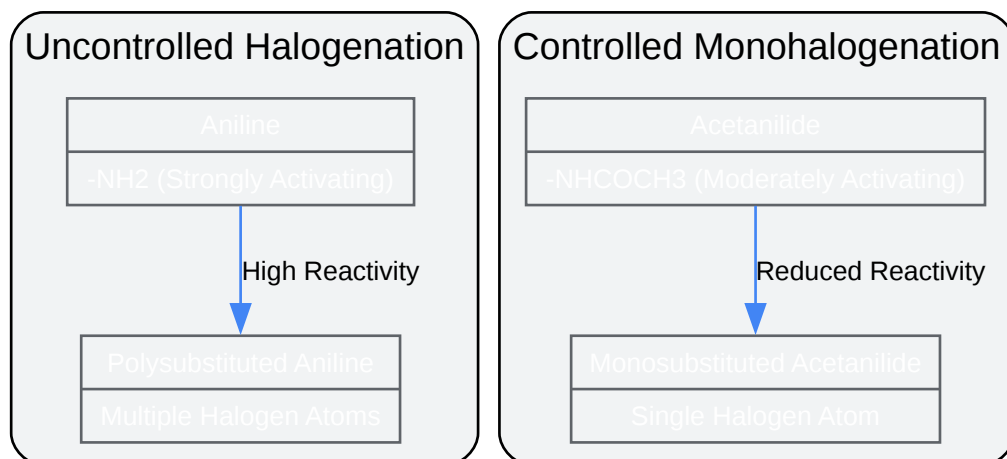 Uncontrolled Halogenation
Aniline
-NH2 (Strongly Activating)
High Reactivity
Polysubstituted Aniline
Multiple Halogen Atoms
Controlled Monohalogenation
Acetanilide
-NHCOCH3 (Moderately Activating)
Reduced Reactivity
Monosubstituted Acetanilide
Single Halogen Atom